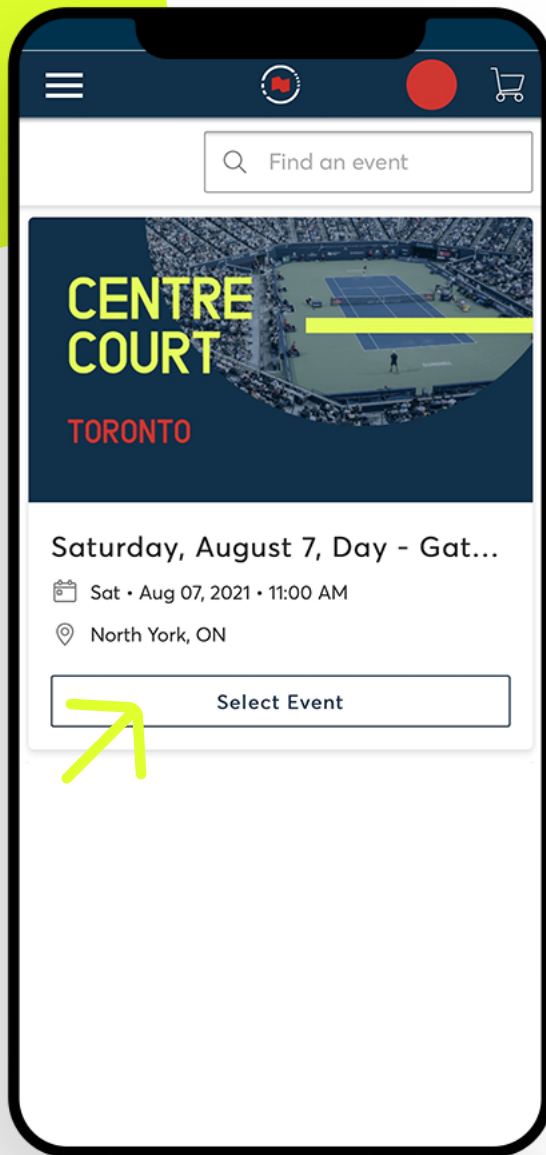 Find an event
CENTRE
COURT
TORONTO
Saturday, August 7, Day - Gat...
Sat • Aug 07, 2021 • 11:00 AM
North York, ON
Select Event